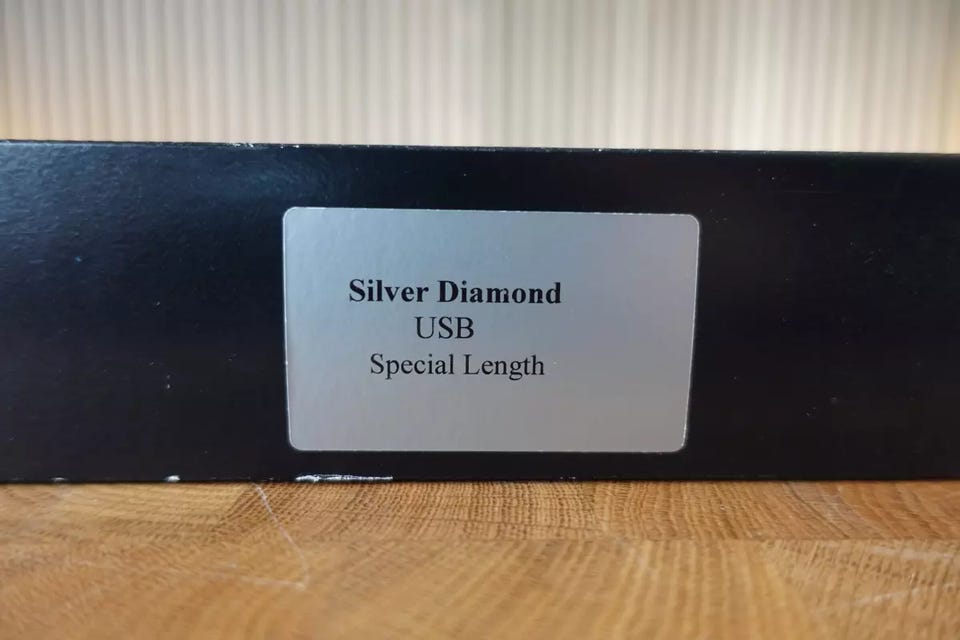 Silver Diamond
USB
Special Length